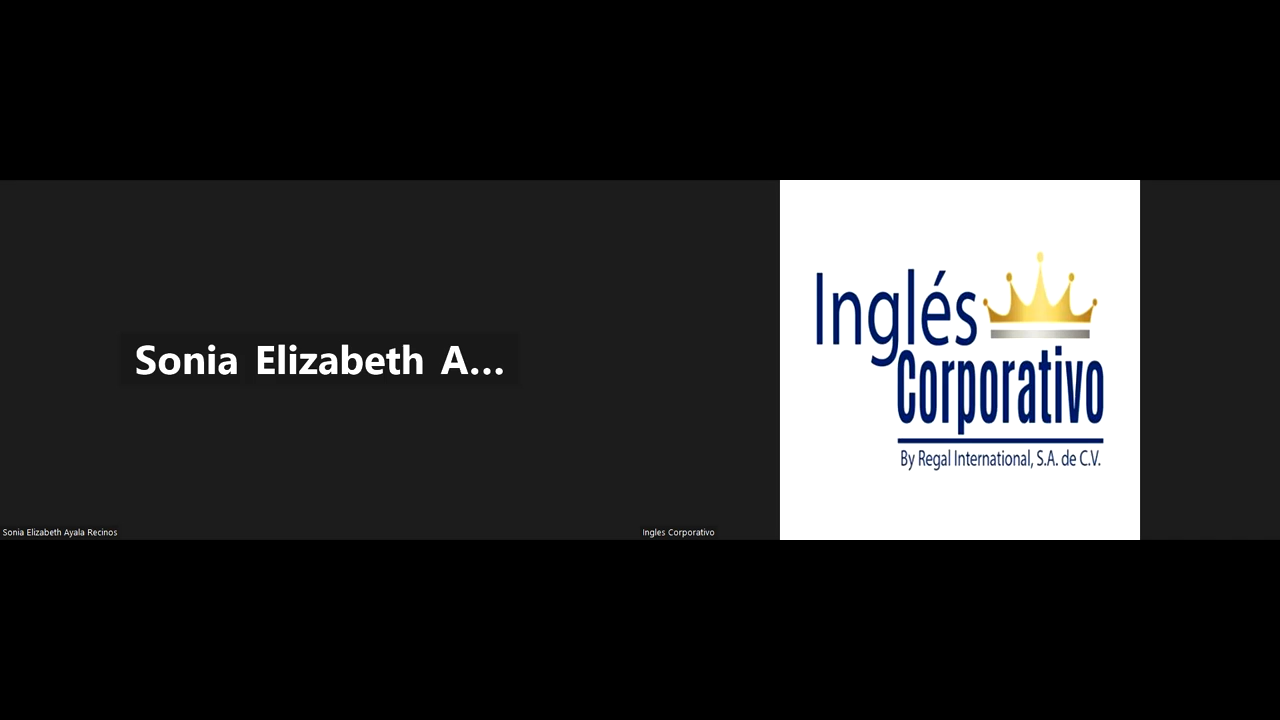 Sonia Elizabeth A...
Sonia Elizabeth Ayala Recinos
Inglés
Corporativo
By Regal International, S.A. de C.V.
Ingles Corporativo